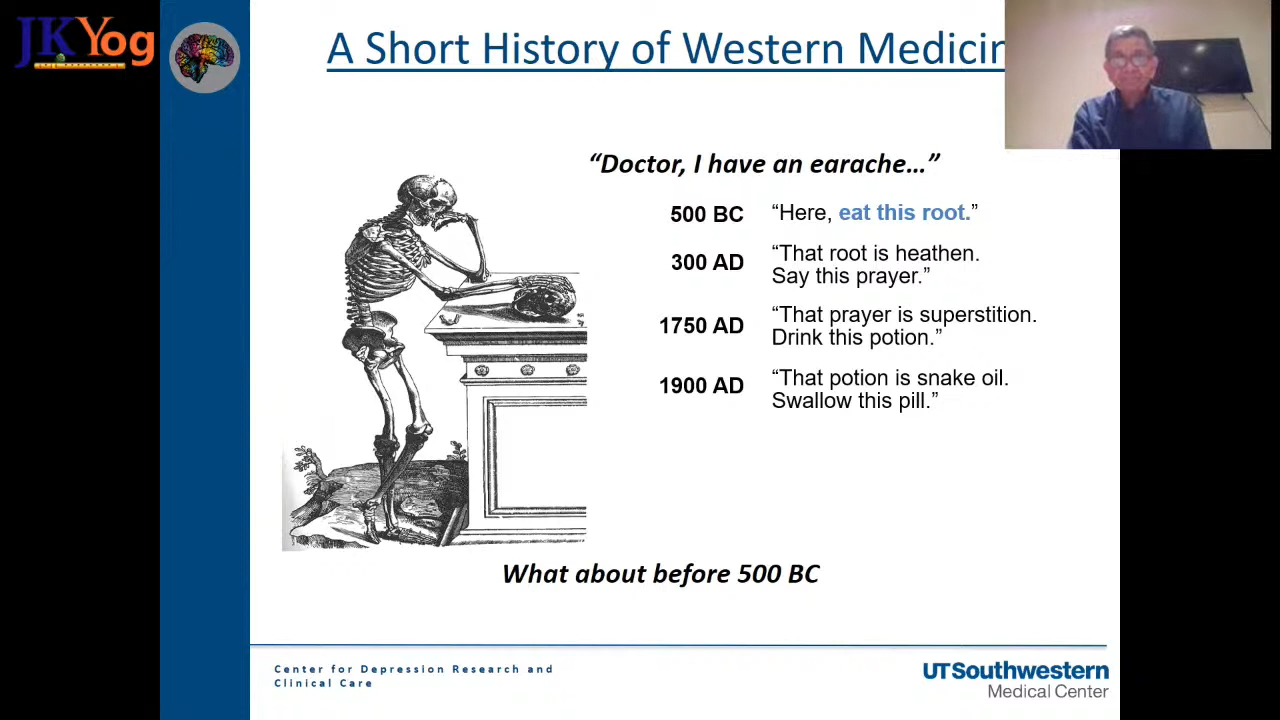 JKYog
A Short History of Western Medicin
“Doctor, I have an earache…”
500 BC “Here, eat this root.”
300 AD “That root is heathen.
Say this prayer.”
1750 AD “That prayer is superstition.
Drink this potion.”
1900 AD “That potion is snake oil.
Swallow this pill.”
What about before 500 BC
Center for Depression Research and
Clinical Care
UTSouthwestern
Medical Center